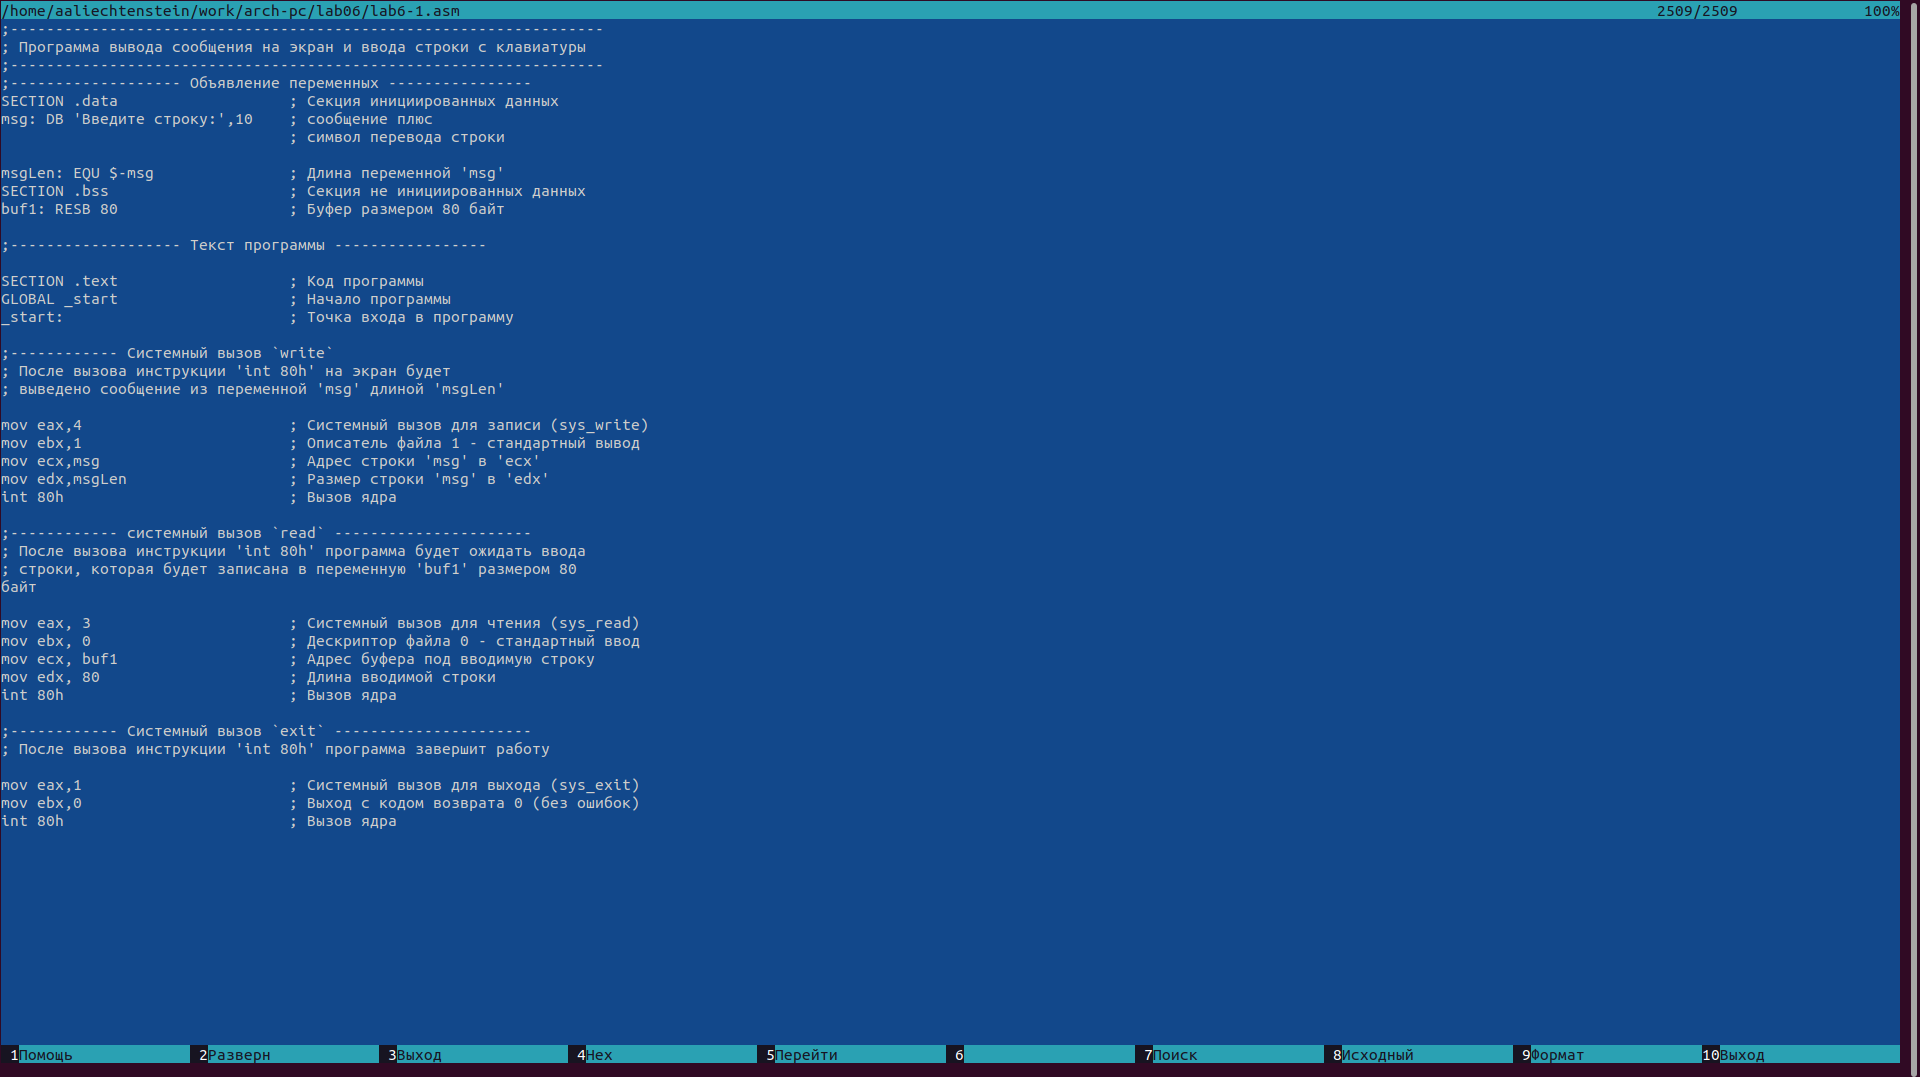 /home/aaliechtenstein/work/arch-pc/lab06/lab6-1.asm 2509/2509 100%
;------------------------------------------------------------------
; Программа вывода сообщения на экран и ввода строки с клавиатуры
;------------------------------------------------------------------
;------------------- Объявление переменных ----------------
SECTION .data ; Секция инициированных данных
msg: DB 'Введите строку:',10 ; сообщение плюс
; символ перевода строки
msgLen: EQU $-msg ; Длина переменной 'msg'
SECTION .bss ; Секция не инициированных данных
buf1: RESB 80 ; Буфер размером 80 байт
;------------------- Текст программы -----------------
SECTION .text ; Код программы
GLOBAL _start ; Начало программы
_start: ; Точка входа в программу
;------------ Системный вызов `write`
; После вызова инструкции 'int 80h' на экран будет
; выведено сообщение из переменной 'msg' длиной 'msgLen'
mov eax,4 ; Системный вызов для записи (sys_write)
mov ebx,1 ; Описатель файла 1 - стандартный вывод
mov ecx,msg ; Адрес строки 'msg' в 'ecx'
mov edx,msgLen ; Размер строки 'msg' в 'edx'
int 80h ; Вызов ядра
;------------ системный вызов `read` ----------------------
; После вызова инструкции 'int 80h' программа будет ожидать ввода
; строки, которая будет записана в переменную 'buf1' размером 80
байт
mov eax, 3 ; Системный вызов для чтения (sys_read)
mov ebx, 0 ; Дескриптор файла 0 - стандартный ввод
mov ecx, buf1 ; Адрес буфера под вводимую строку
mov edx, 80 ; Длина вводимой строки
int 80h ; Вызов ядра
;------------ Системный вызов `exit` ----------------------
; После вызова инструкции 'int 80h' программа завершит работу
mov eax,1 ; Системный вызов для выхода (sys_exit)
mov ebx,0 ; Выход с кодом возврата 0 (без ошибок)
int 80h ; Вызов ядра
1Помощь 2Разверн 3Выход 4Hex 5Перейти 6 7Поиск 8Исходный 9Формат 10Выход